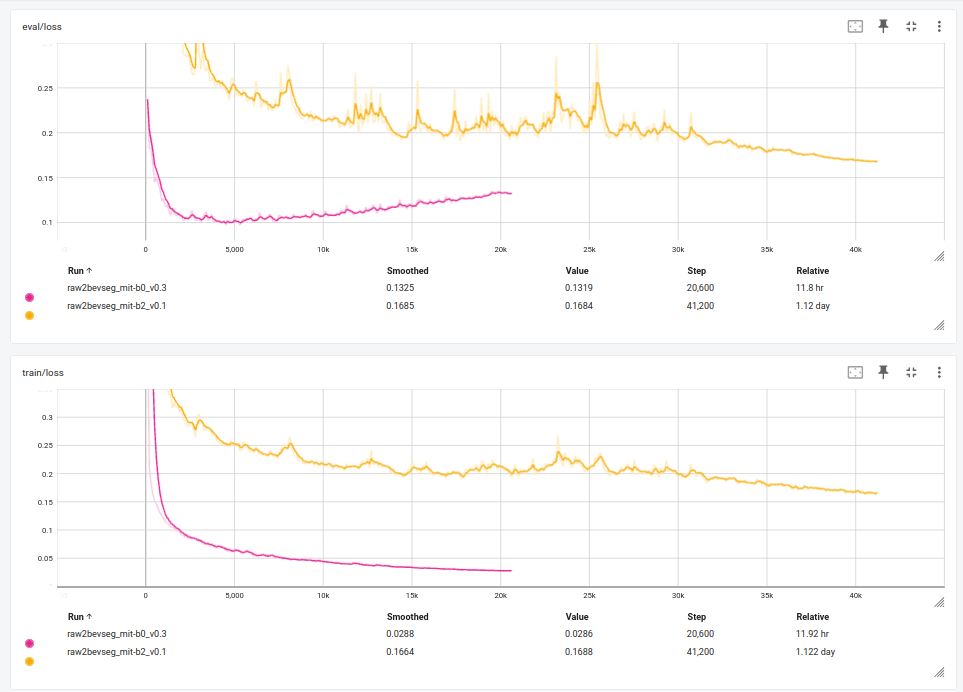 eval/loss
0.25
0.2
0.15
0.1
0 5,000 10k 15k 20k 25k 30k 35k 40k
Run ↑ Smoothed Value Step Relative
raw2bevseg_mit-b0_v0.3 0.1325 0.1319 20,600 11.8 hr
raw2bevseg_mit-b2_v0.1 0.1685 0.1684 41,200 1.12 day
train/loss
0.3
0.25
0.2
0.15
0.1
0.05
0 5,000 10k 15k 20k 25k 30k 35k 40k
Run ↑ Smoothed Value Step Relative
raw2bevseg_mit-b0_v0.3 0.0288 0.0286 20,600 11.92 hr
raw2bevseg_mit-b2_v0.1 0.1664 0.1688 41,200 1.122 day